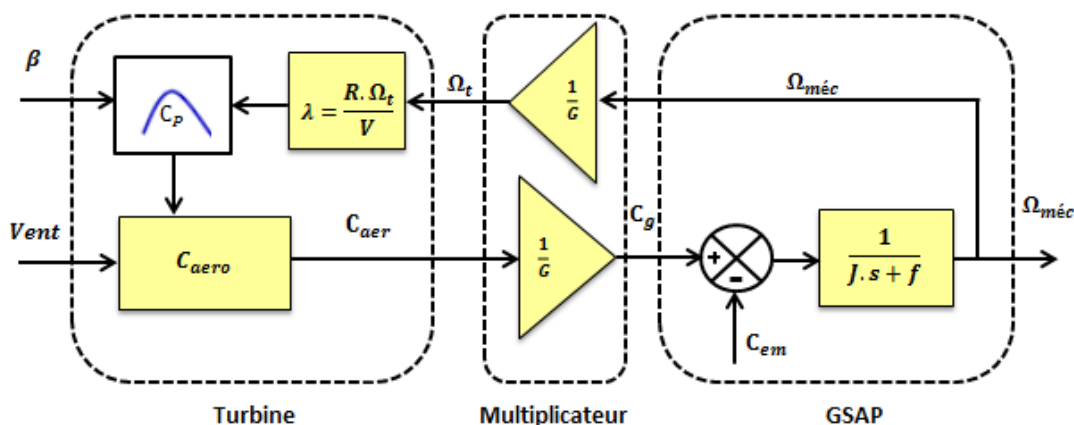 β
C_P
λ = R.Ω_t / V
Ω_t
1/G
Ω_méc
Vent
C_aero
C_aer
1/G
C_g
+
-
1 / J.s + f
Ω_méc
C_em
Turbine
Multiplicateur
GSAP